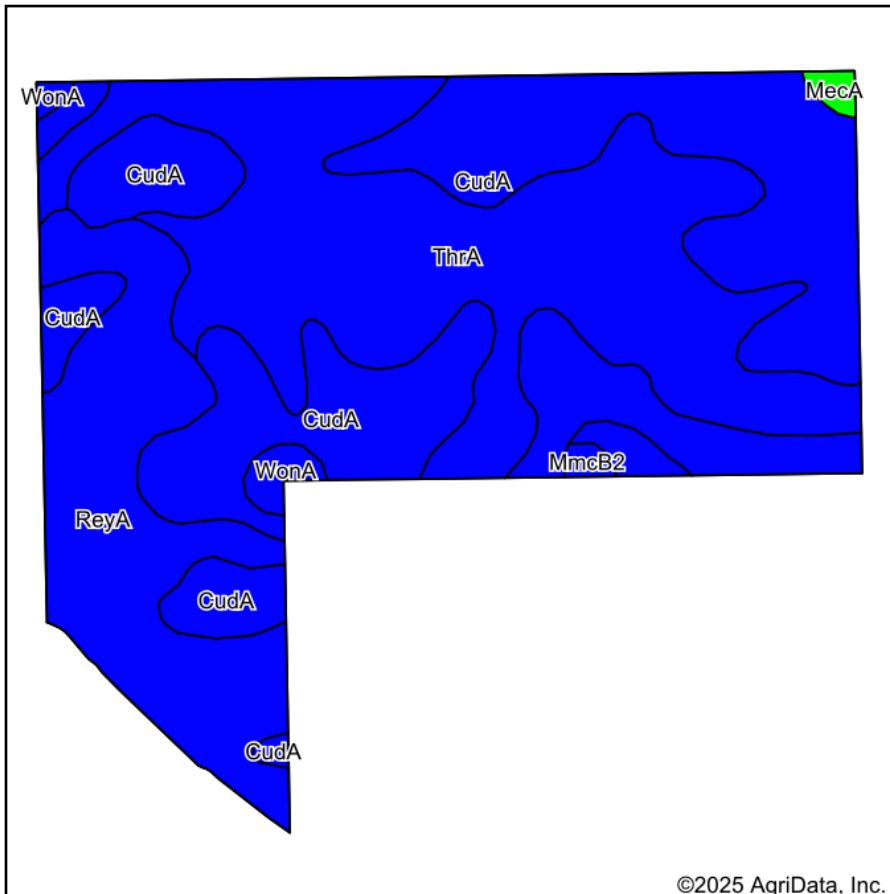 WonA
MecA
CudA
CudA
ThrA
CudA
CudA
MmcB2
WonA
ReyA
CudA
CudA
©2025 AgriData, Inc.